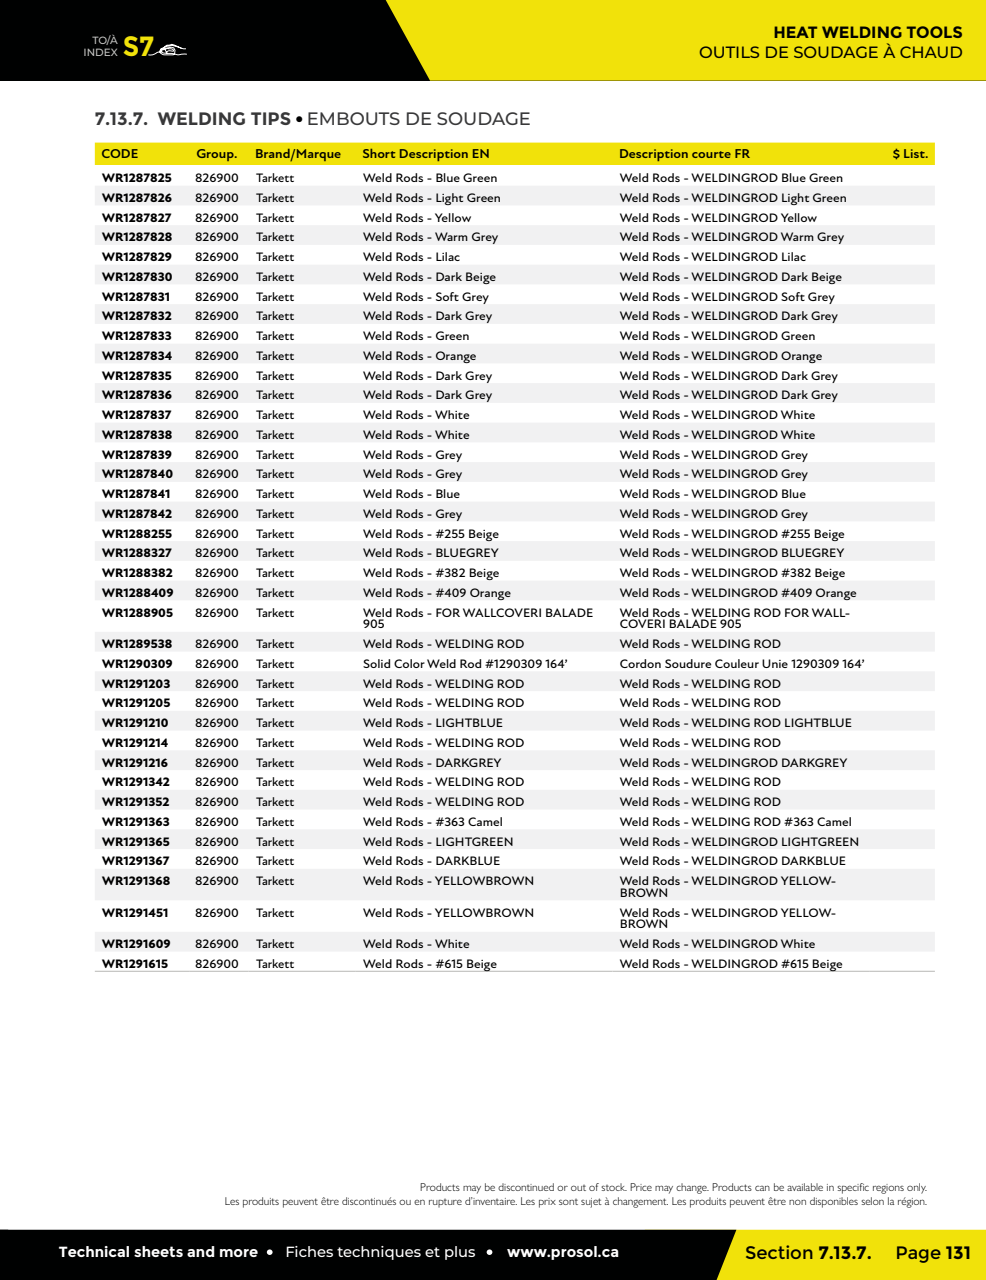 TO/À
INDEX S7
HEAT WELDING TOOLS
OUTILS DE SOUDAGE À CHAUD
7.13.7. WELDING TIPS • EMBOUTS DE SOUDAGE
CODE Group. Brand/Marque Short Description EN Description courte FR $ List.
WR1287825 826900 Tarkett Weld Rods - Blue Green Weld Rods - WELDINGROD Blue Green
WR1287826 826900 Tarkett Weld Rods - Light Green Weld Rods - WELDINGROD Light Green
WR1287827 826900 Tarkett Weld Rods - Yellow Weld Rods - WELDINGROD Yellow
WR1287828 826900 Tarkett Weld Rods - Warm Grey Weld Rods - WELDINGROD Warm Grey
WR1287829 826900 Tarkett Weld Rods - Lilac Weld Rods - WELDINGROD Lilac
WR1287830 826900 Tarkett Weld Rods - Dark Beige Weld Rods - WELDINGROD Dark Beige
WR1287831 826900 Tarkett Weld Rods - Soft Grey Weld Rods - WELDINGROD Soft Grey
WR1287832 826900 Tarkett Weld Rods - Dark Grey Weld Rods - WELDINGROD Dark Grey
WR1287833 826900 Tarkett Weld Rods - Green Weld Rods - WELDINGROD Green
WR1287834 826900 Tarkett Weld Rods - Orange Weld Rods - WELDINGROD Orange
WR1287835 826900 Tarkett Weld Rods - Dark Grey Weld Rods - WELDINGROD Dark Grey
WR1287836 826900 Tarkett Weld Rods - Dark Grey Weld Rods - WELDINGROD Dark Grey
WR1287837 826900 Tarkett Weld Rods - White Weld Rods - WELDINGROD White
WR1287838 826900 Tarkett Weld Rods - White Weld Rods - WELDINGROD White
WR1287839 826900 Tarkett Weld Rods - Grey Weld Rods - WELDINGROD Grey
WR1287840 826900 Tarkett Weld Rods - Grey Weld Rods - WELDINGROD Grey
WR1287841 826900 Tarkett Weld Rods - Blue Weld Rods - WELDINGROD Blue
WR1287842 826900 Tarkett Weld Rods - Grey Weld Rods - WELDINGROD Grey
WR1288255 826900 Tarkett Weld Rods - #255 Beige Weld Rods - WELDINGROD #255 Beige
WR1288327 826900 Tarkett Weld Rods - BLUEGREY Weld Rods - WELDINGROD BLUEGREY
WR1288382 826900 Tarkett Weld Rods - #382 Beige Weld Rods - WELDINGROD #382 Beige
WR1288409 826900 Tarkett Weld Rods - #409 Orange Weld Rods - WELDINGROD #409 Orange
WR1288905 826900 Tarkett Weld Rods - FOR WALLCOVERI BALADE Weld Rods - WELDING ROD FOR WALL-
905 COVERI BALADE 905
WR1289538 826900 Tarkett Weld Rods - WELDING ROD Weld Rods - WELDING ROD
WR1290309 826900 Tarkett Solid Color Weld Rod #1290309 164’ Cordon Soudure Couleur Unie 1290309 164’
WR1291203 826900 Tarkett Weld Rods - WELDING ROD Weld Rods - WELDING ROD
WR1291205 826900 Tarkett Weld Rods - WELDING ROD Weld Rods - WELDING ROD
WR1291210 826900 Tarkett Weld Rods - LIGHTBLUE Weld Rods - WELDING ROD LIGHTBLUE
WR1291214 826900 Tarkett Weld Rods - WELDING ROD Weld Rods - WELDING ROD
WR1291216 826900 Tarkett Weld Rods - DARKGREY Weld Rods - WELDINGROD DARKGREY
WR1291342 826900 Tarkett Weld Rods - WELDING ROD Weld Rods - WELDING ROD
WR1291352 826900 Tarkett Weld Rods - WELDING ROD Weld Rods - WELDING ROD
WR1291363 826900 Tarkett Weld Rods - #363 Camel Weld Rods - WELDING ROD #363 Camel
WR1291365 826900 Tarkett Weld Rods - LIGHTGREEN Weld Rods - WELDINGROD LIGHTGREEN
WR1291367 826900 Tarkett Weld Rods - DARKBLUE Weld Rods - WELDINGROD DARKBLUE
WR1291368 826900 Tarkett Weld Rods - YELLOWBROWN Weld Rods - WELDINGROD YELLOW-
BROWN
WR1291451 826900 Tarkett Weld Rods - YELLOWBROWN Weld Rods - WELDINGROD YELLOW-
BROWN
WR1291609 826900 Tarkett Weld Rods - White Weld Rods - WELDINGROD White
WR1291615 826900 Tarkett Weld Rods - #615 Beige Weld Rods - WELDINGROD #615 Beige
Products may be discontinued or out of stock. Price may change. Products can be available in specific regions only.
Les produits peuvent être discontinués ou en rupture d’inventaire. Les prix sont sujet à changement. Les produits peuvent être non disponibles selon la région.
Technical sheets and more • Fiches techniques et plus • www.prosol.ca
Section 7.13.7. Page 131